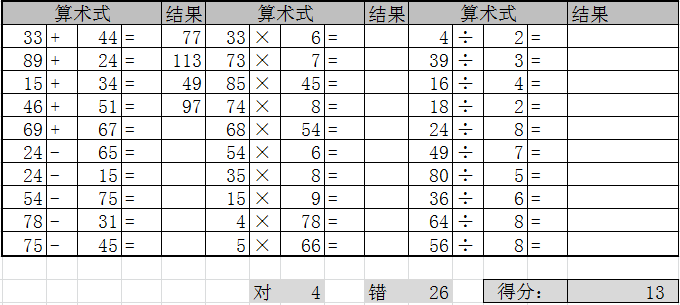 算术式 结果 算术式 结果 算术式 结果
33 + 44 = 77 33 × 6 = 4 ÷ 2 =
89 + 24 = 113 73 × 7 = 39 ÷ 3 =
15 + 34 = 49 85 × 45 = 16 ÷ 4 =
46 + 51 = 97 74 × 8 = 18 ÷ 2 =
69 + 67 = 68 × 54 = 24 ÷ 8 =
24 - 65 = 54 × 6 = 49 ÷ 7 =
24 - 15 = 35 × 8 = 80 ÷ 5 =
54 - 75 = 15 × 9 = 36 ÷ 6 =
78 - 31 = 4 × 78 = 64 ÷ 8 =
75 - 45 = 5 × 66 = 56 ÷ 8 =
对 4 错 26 得分: 13